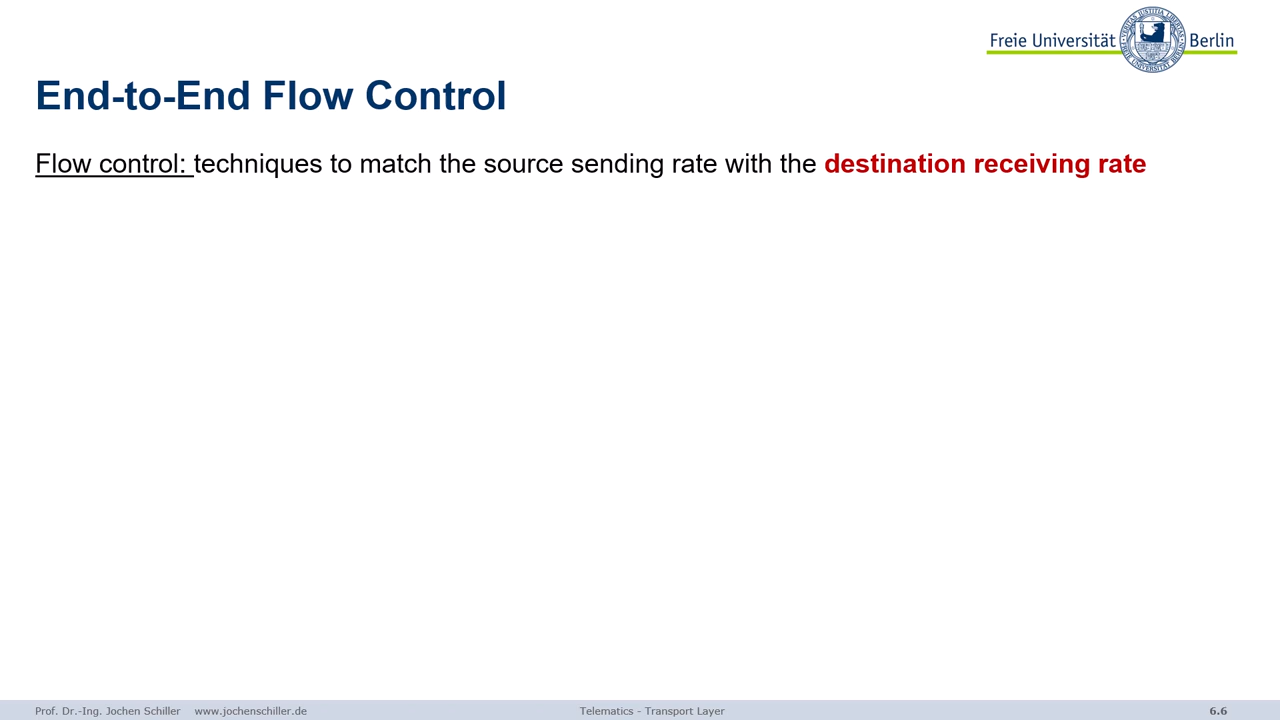 Freie Universität Berlin
End-to-End Flow Control
Flow control: techniques to match the source sending rate with the destination receiving rate
Prof. Dr.-Ing. Jochen Schiller www.jochenschiller.de Telematics - Transport Layer 6.6